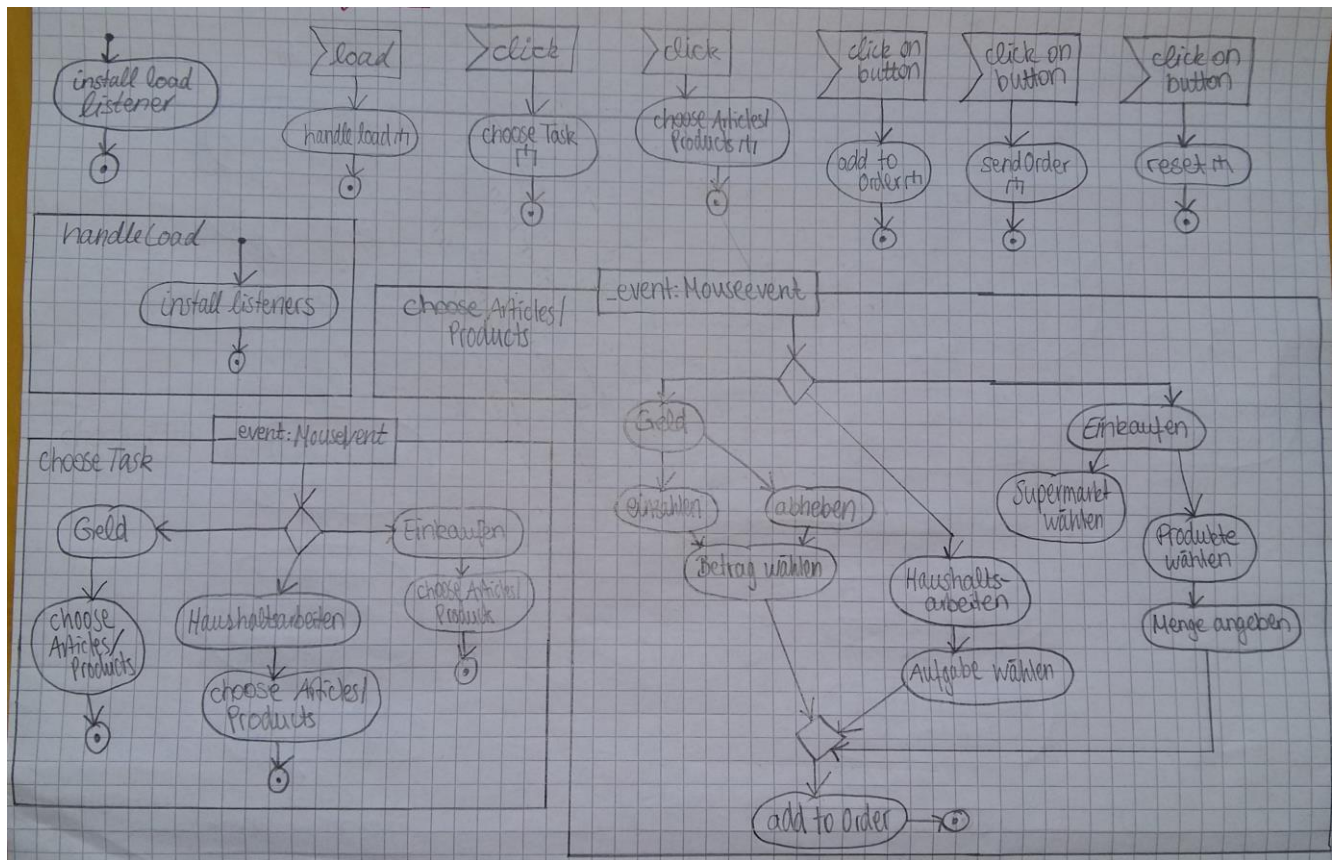 install load
listener
load
handle load
click
choose Task
click
choose Articles/
Products
click on
button
add to
Order
click on
button
sendOrder
click on
button
reset
handleLoad
install listeners
choose Articles/
Products
_event:Mouseevent
Geld
einzahlen
abheben
Betrag wählen
Haushalts-
arbeiten
Aufgabe wählen
Einkaufen
Supermarkt
wählen
Produkte
wählen
Menge angeben
add to order
choose Task
_event:MousEvent
Geld
choose
Articles/
Products
Haushaltsarbeiten
choose Articles/
Products
Einkaufen
choose Articles/
Products